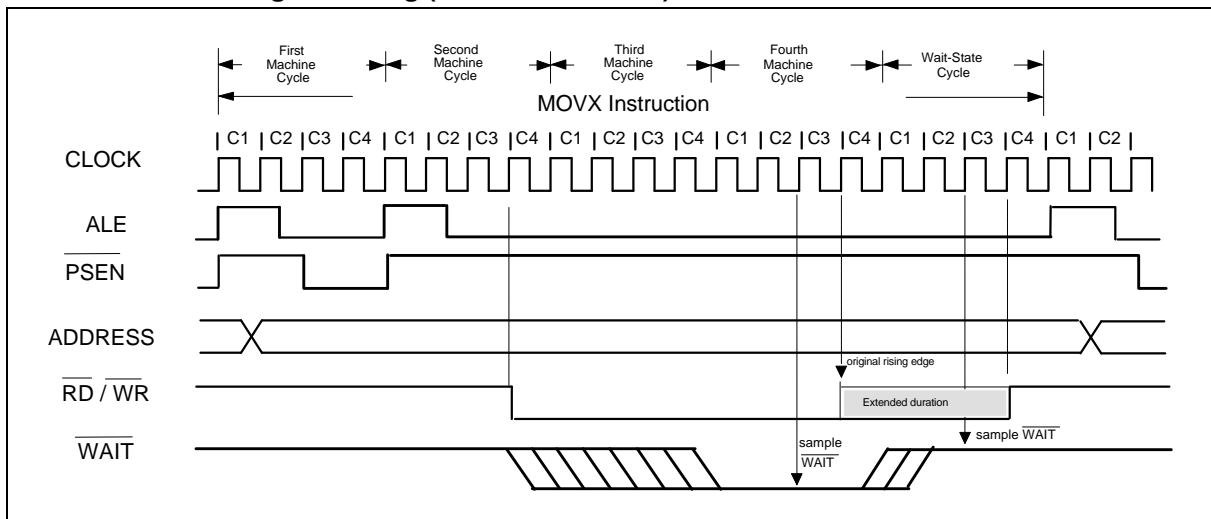 First Machine Cycle
Second Machine Cycle
Third Machine Cycle
Fourth Machine Cycle
Wait-State Cycle
MOVX Instruction
| C1 | C2 | C3 | C4 | C1 | C2 | C3 | C4 | C1 | C2 | C3 | C4 | C1 | C2 | C3 | C4 | C1 | C2 | C3 | C4 | C1 | C2 |
CLOCK
ALE
PSEN
ADDRESS
original rising edge
RD / WR
Extended duration
WAIT
sample WAIT
sample WAIT